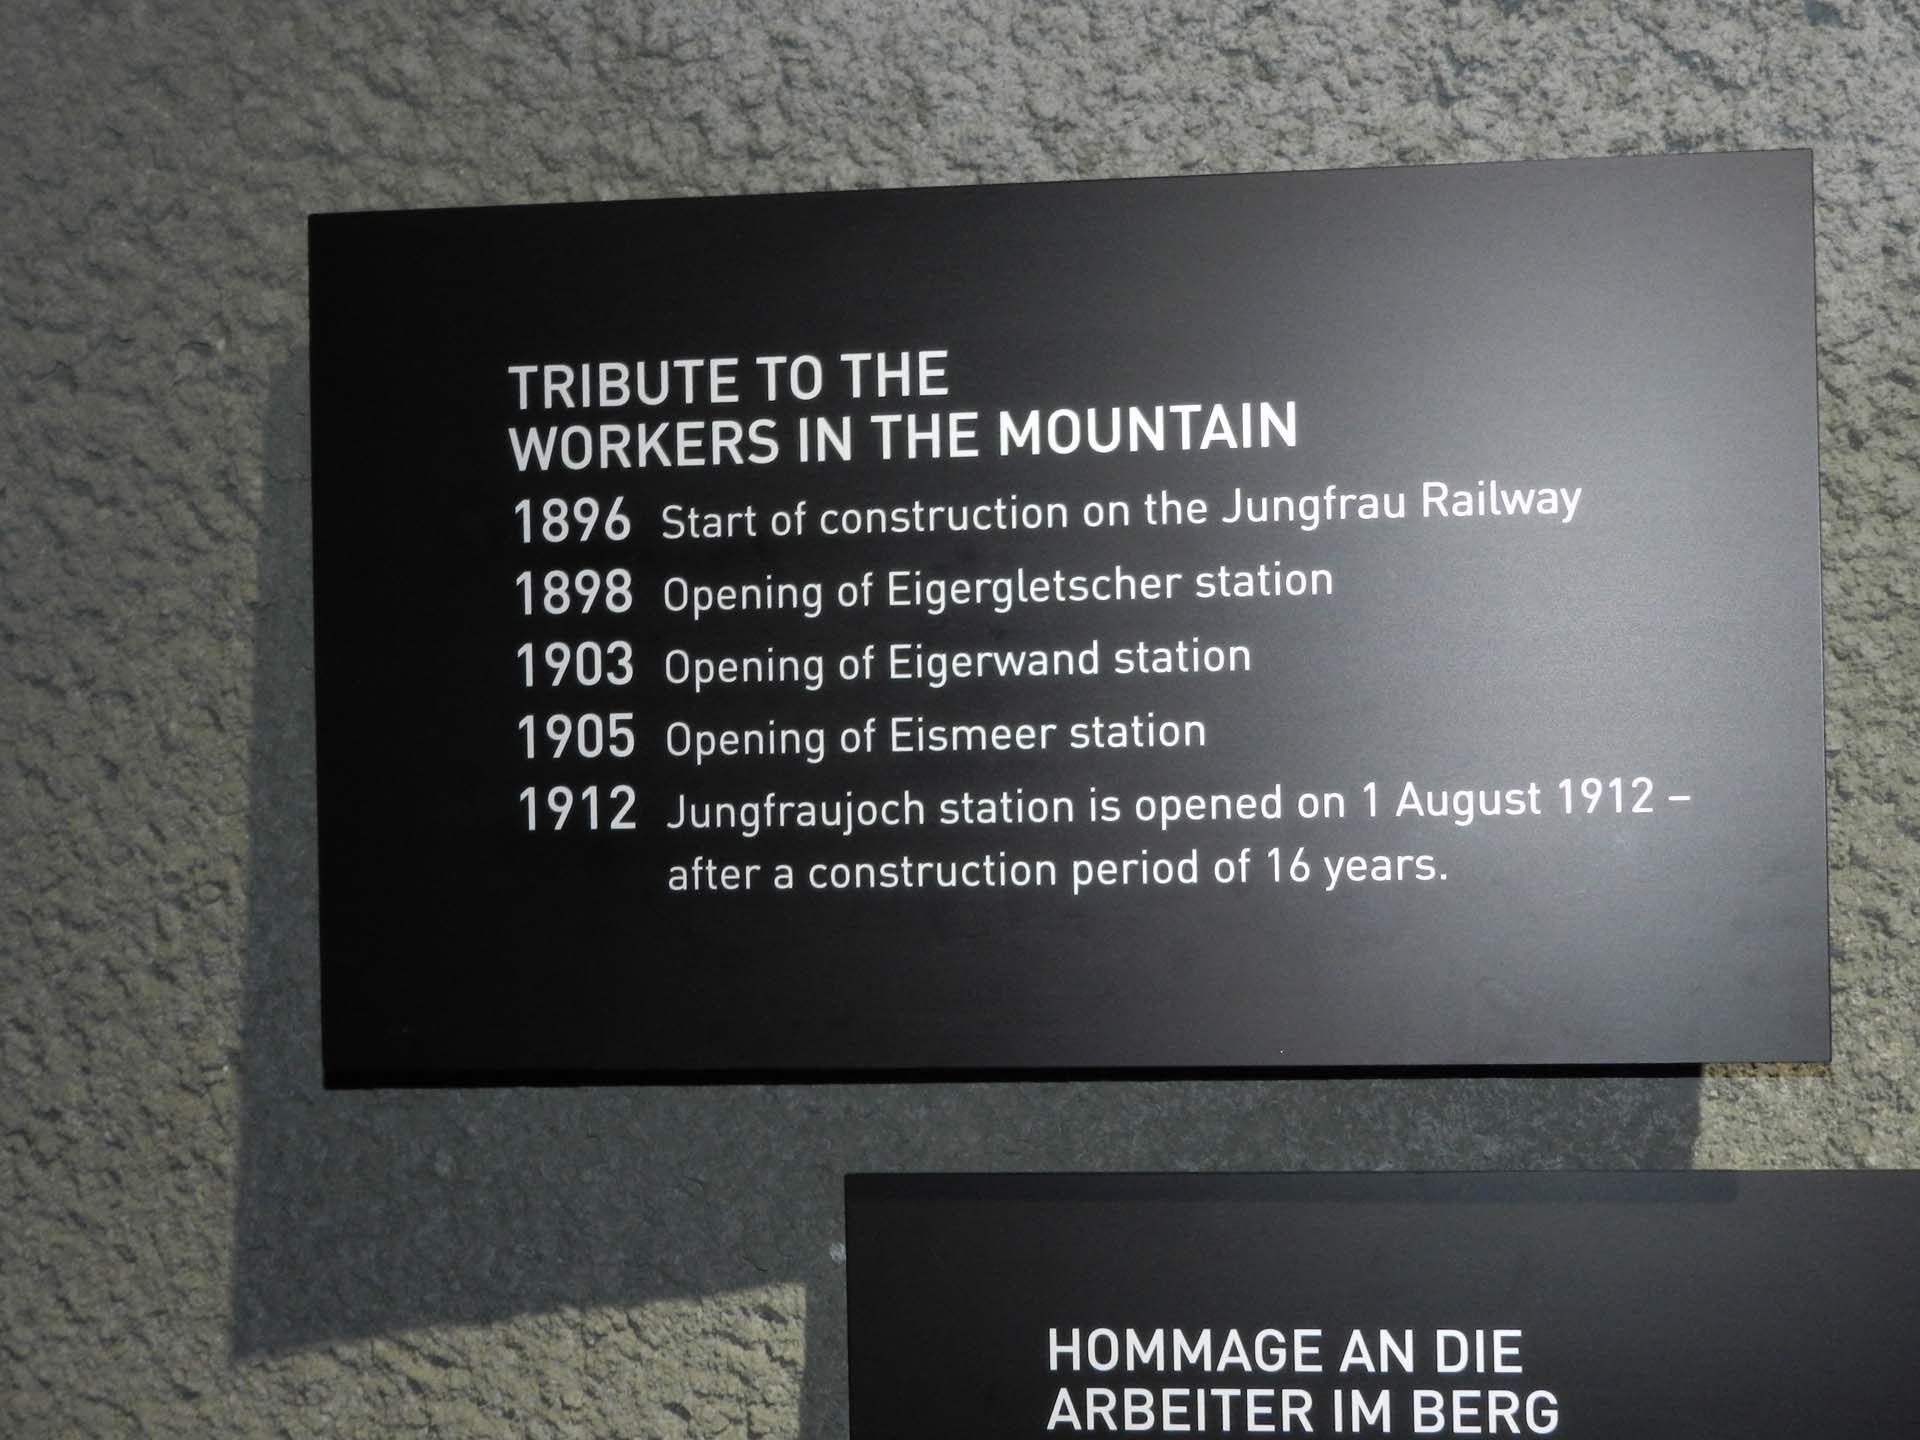 TRIBUTE TO THE
WORKERS IN THE MOUNTAIN
1896 Start of construction on the Jungfrau Railway
1898 Opening of Eigergletscher station
1903 Opening of Eigerwand station
1905 Opening of Eismeer station
1912 Jungfraujoch station is opened on 1 August 1912 –
after a construction period of 16 years.
HOMMAGE AN DIE
ARBEITER IM BERG